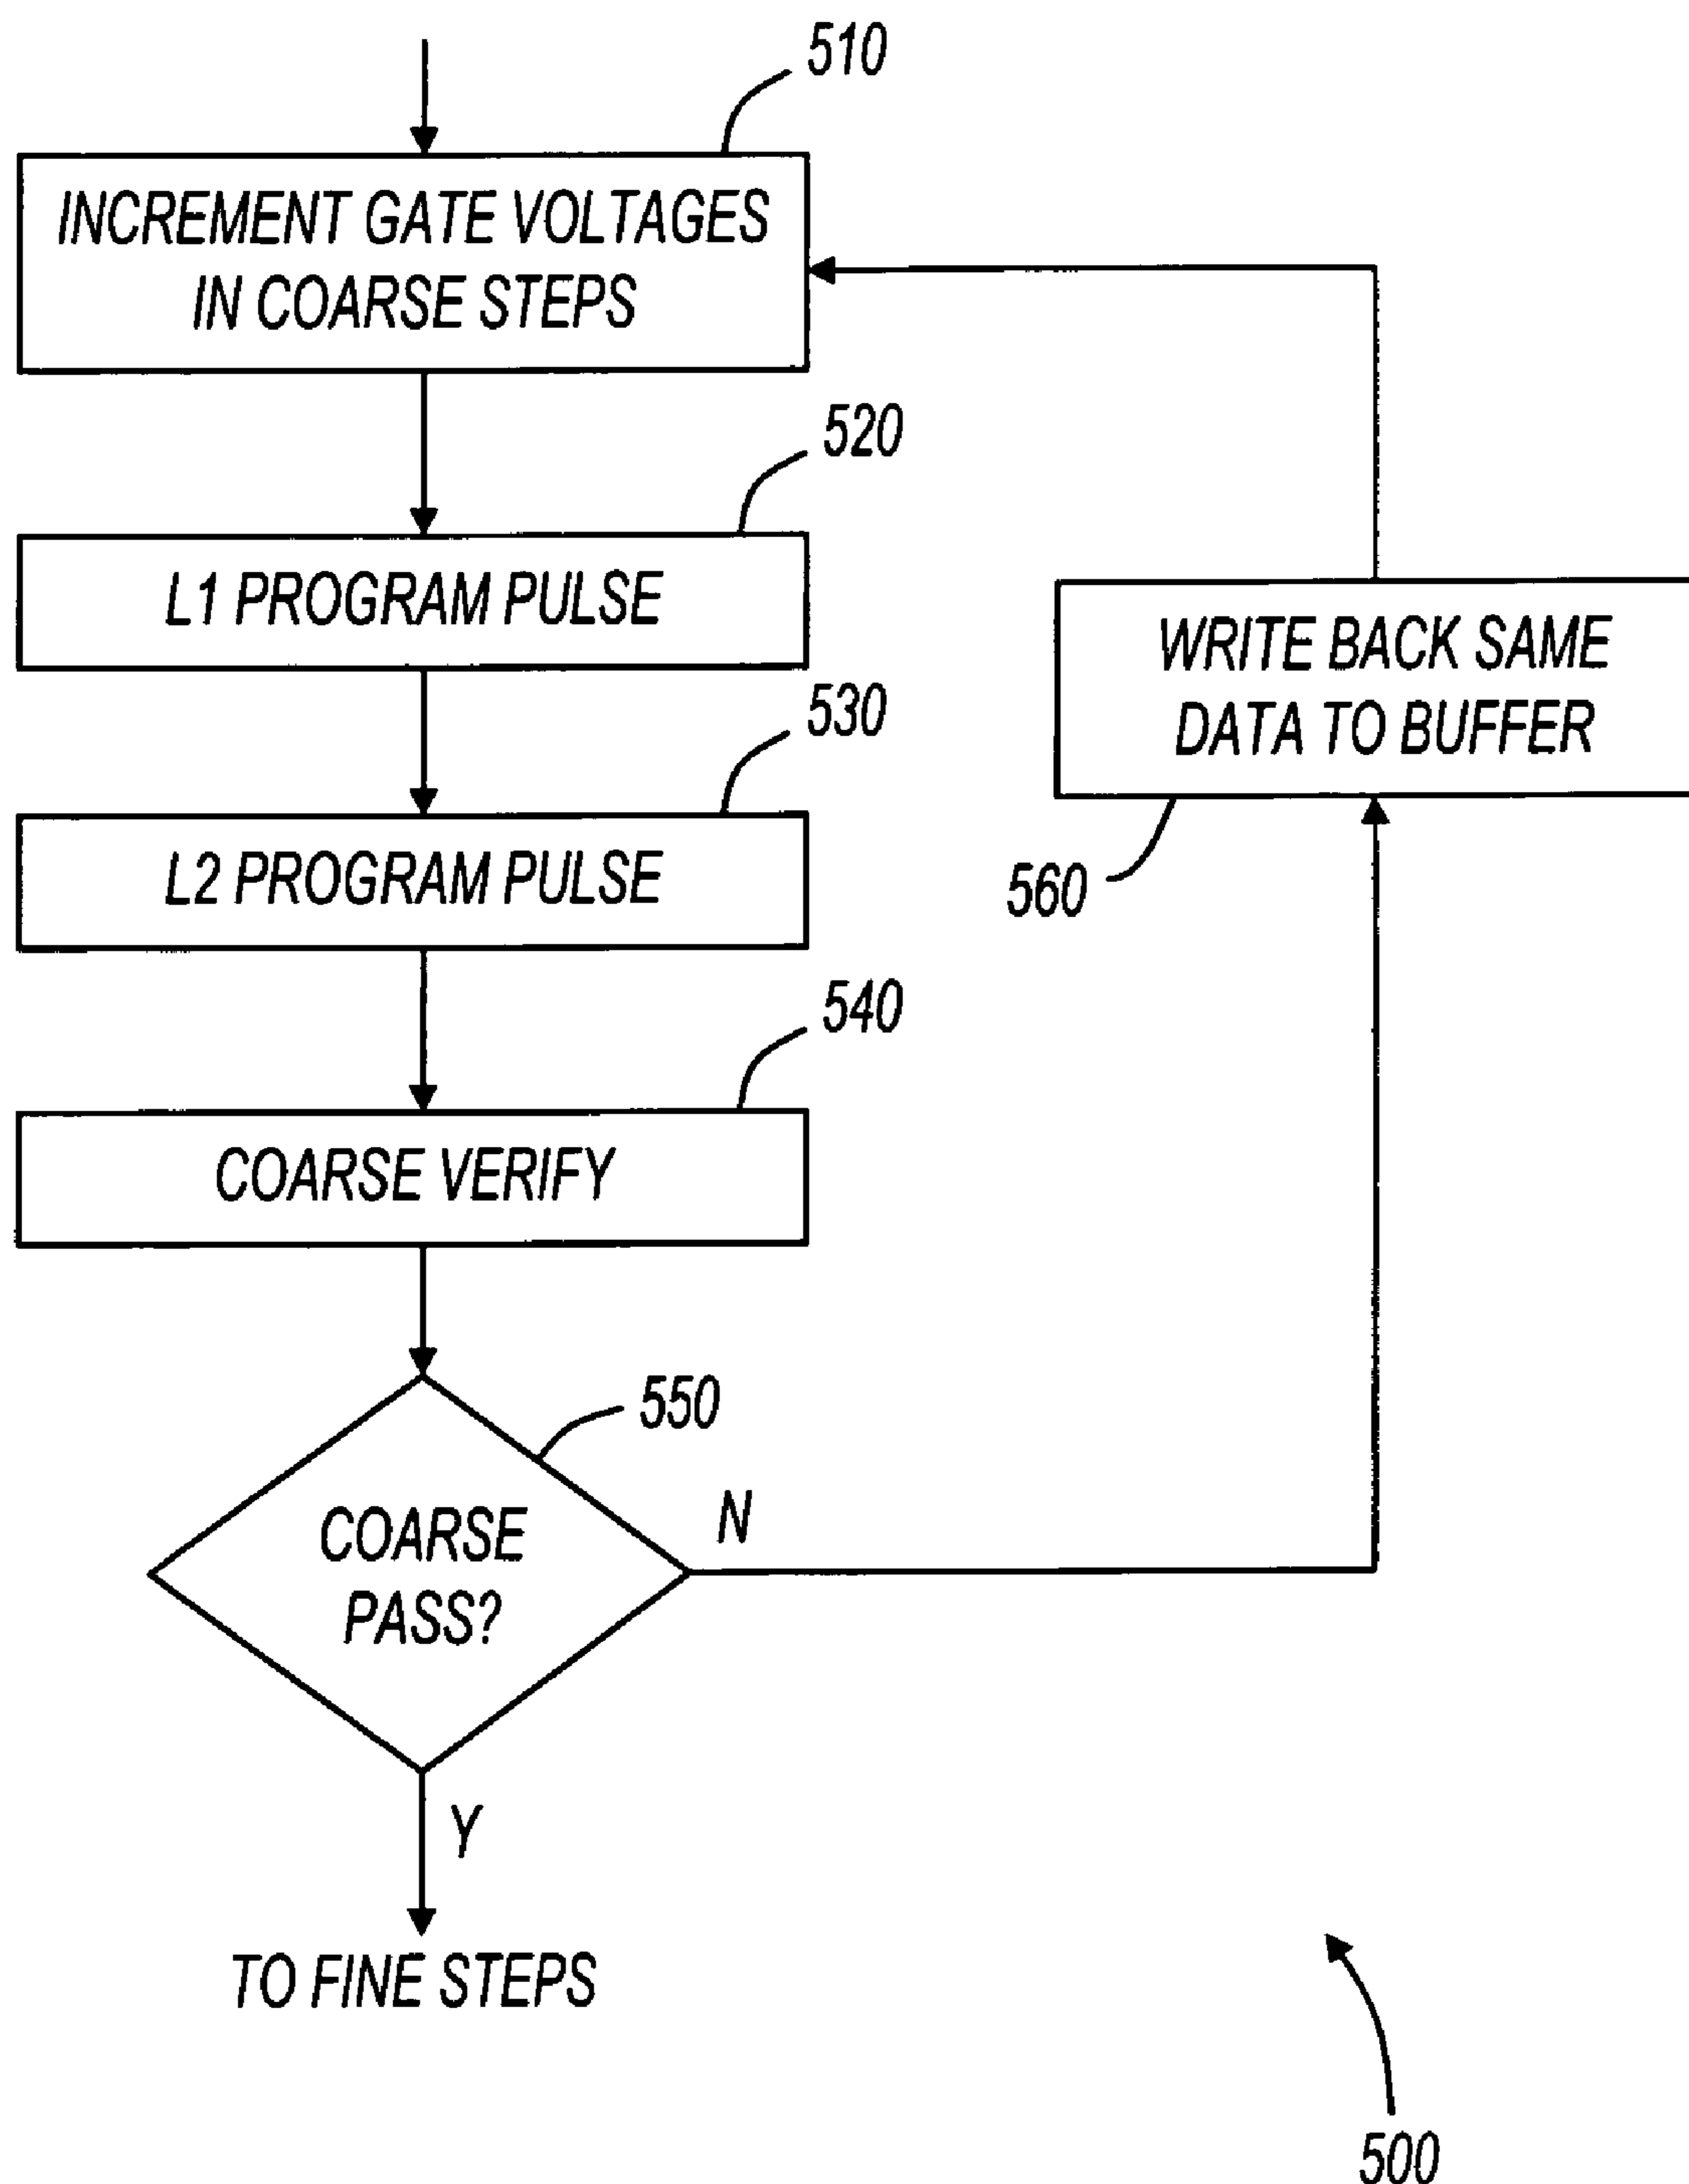 510
INCREMENT GATE VOLTAGES
IN COARSE STEPS
520
L1 PROGRAM PULSE
530
WRITE BACK SAME
DATA TO BUFFER
L2 PROGRAM PULSE
560
540
COARSE VERIFY
550
COARSE
PASS?
N
Y
TO FINE STEPS
500